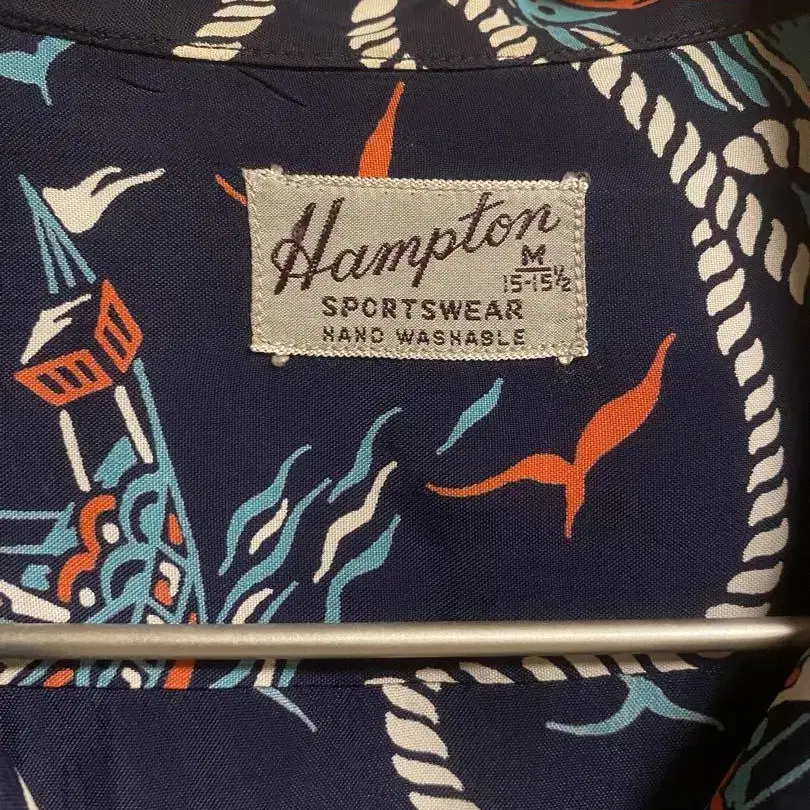 Hampton
M
15-15½
SPORTSWEAR
HAND WASHABLE